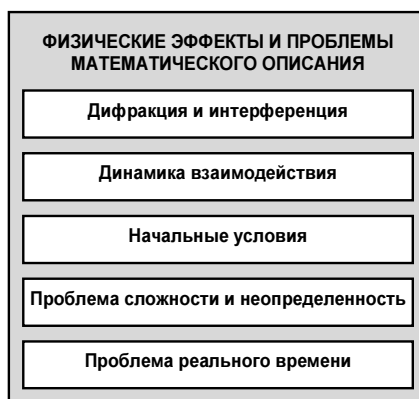 ФИЗИЧЕСКИЕ ЭФФЕКТЫ И ПРОБЛЕМЫ
МАТЕМАТИЧЕСКОГО ОПИСАНИЯ
Дифракция и интерференция
Динамика взаимодействия
Начальные условия
Проблема сложности и неопределенность
Проблема реального времени